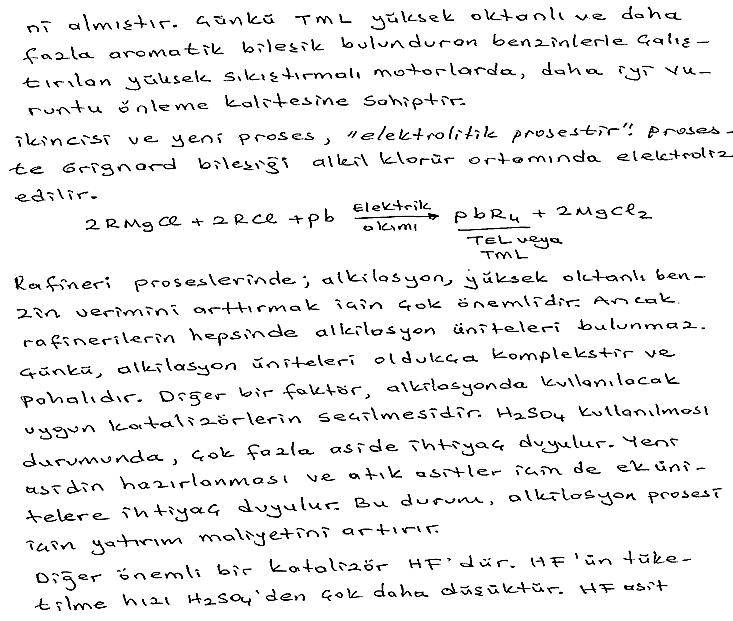 ni almıştır. Çünkü TML yüksek oktanlı ve daha
fazla aromatik bileşik bulunduran benzinlerle çalış-
tırılan yüksek sıkıştırmalı motorlarda, daha iyi vu-
runtu önleme kalitesine sahiptir.
ikincisi ve yeni proses, "elektrolitik prosestir". Proses-
te Grignard bileşiği alkil klorür ortamında elektroliz
edilir.
2RMgCl + 2RCl + pb Elektrik akımı → pbR4 + 2MgCl2
TEL veya
TML
Rafineri proseslerinde; alkilasyon, yüksek oktanlı ben-
zin verimini arttırmak için çok önemlidir. Ancak
rafinerilerin hepsinde alkilasyon üniteleri bulunmaz.
Çünkü, alkilasyon üniteleri oldukça komplekstir ve
pahalıdır. Diğer bir faktör, alkilasyonda kullanılacak
uygun katalizörlerin seçilmesidir. H2SO4 kullanılması
durumunda, çok fazla aside ihtiyaç duyulur. Yeni
asidin hazırlanması ve atık asitler için de ek üni-
telere ihtiyaç duyulur. Bu durum, alkilasyon prosesi
için yatırım maliyetini artırır.
Diğer önemli bir katalizör HF'dür. HF'ün tüke-
tilme hızı H2SO4'den çok daha düşüktür. HF asit